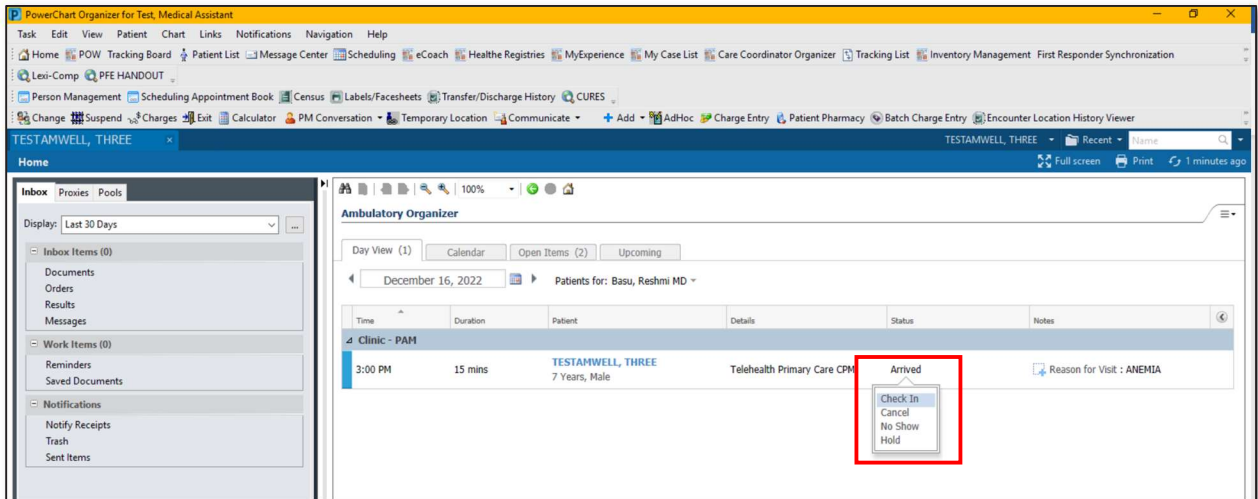 PowerChart Organizer for Test, Medical Assistant
Task Edit View Patient Chart Links Notifications Navigation Help
Home POW Tracking Board Patient List Message Center Scheduling eCoach Healthe Registries MyExperience My Case List Care Coordinator Organizer Tracking List Inventory Management First Responder Synchronization
Lexi-Comp PFE HANDOUT
Person Management Scheduling Appointment Book Census Labels/Facesheets Transfer/Discharge History CURES
Change Suspend Charges Exit Calculator PM Conversation Temporary Location Communicate Add AdHoc Charge Entry Patient Pharmacy Batch Charge Entry Encounter Location History Viewer
TESTAMWELL, THREE × TESTAMWELL, THREE Recent Name
Home Full screen Print 1 minutes ago
Inbox Proxies Pools
Display: Last 30 Days ...
Inbox Items (0)
Documents
Orders
Results
Messages
Work Items (0)
Reminders
Saved Documents
Notifications
Notify Receipts
Trash
Sent Items
100%
Ambulatory Organizer
Day View (1) Calendar Open Items (2) Upcoming
December 16, 2022 Patients for: Basu, Reshmi MD
Time Duration Patient Details Status Notes
Clinic - PAM
3:00 PM 15 mins TESTAMWELL, THREE Telehealth Primary Care CPM Arrived Reason for Visit : ANEMIA
7 Years, Male
Check In
Cancel
No Show
Hold